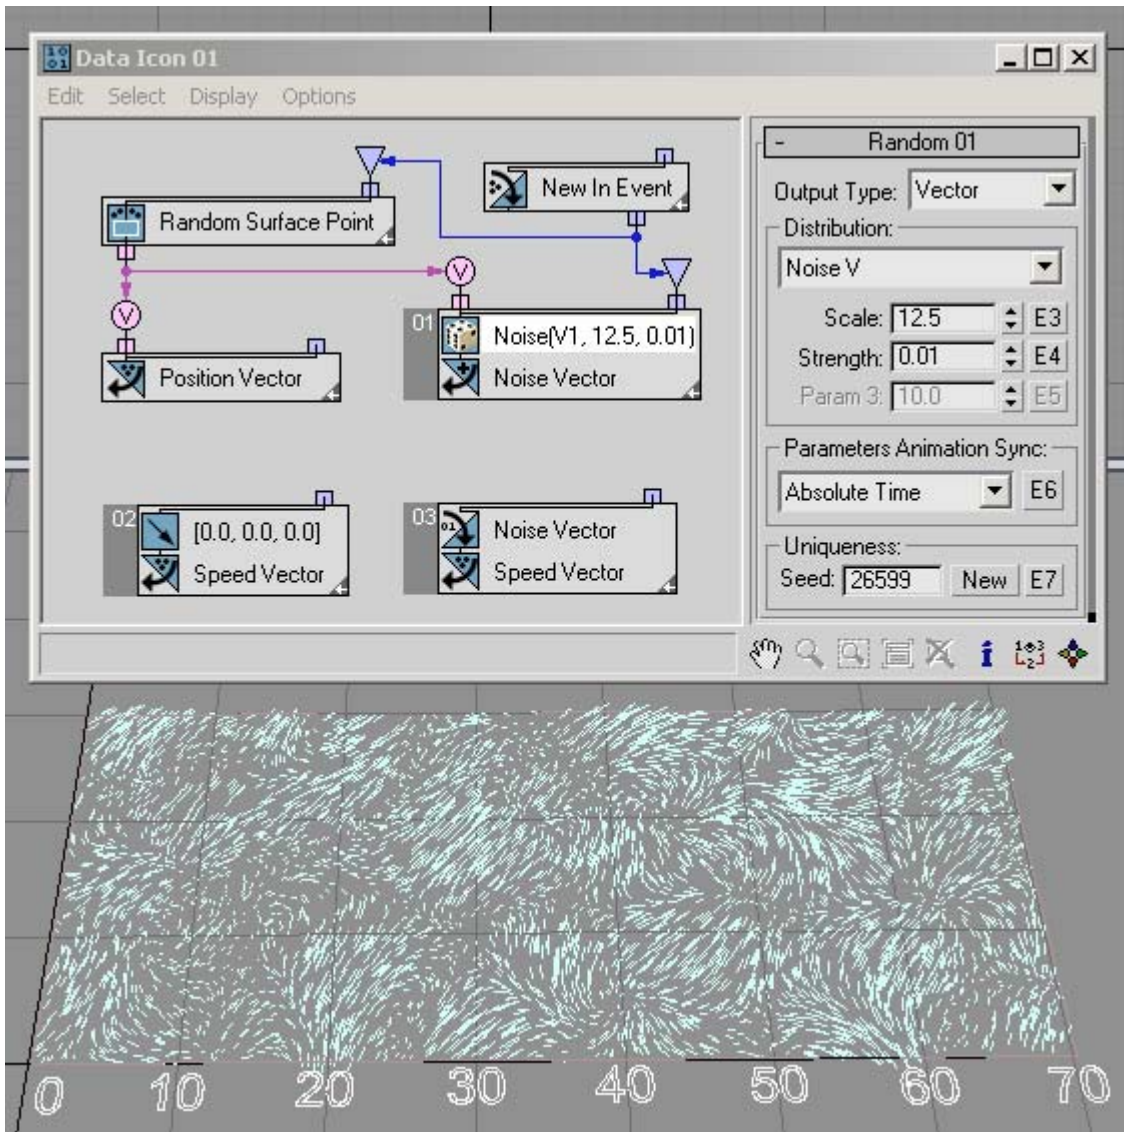 Data Icon 01
Edit Select Display Options
New In Event
Random Surface Point
V
V
01
Noise(V1, 12.5, 0.01)
Noise Vector
Position Vector
02
[0.0, 0.0, 0.0]
Speed Vector
03
Noise Vector
Speed Vector
- Random 01
Output Type: Vector
Distribution:
Noise V
Scale: 12.5 E3
Strength: 0.01 E4
Param 3: 10.0 E5
Parameters Animation Sync:
Absolute Time E6
Uniqueness:
Seed: 26599 New E7
0 10 20 30 40 50 60 70